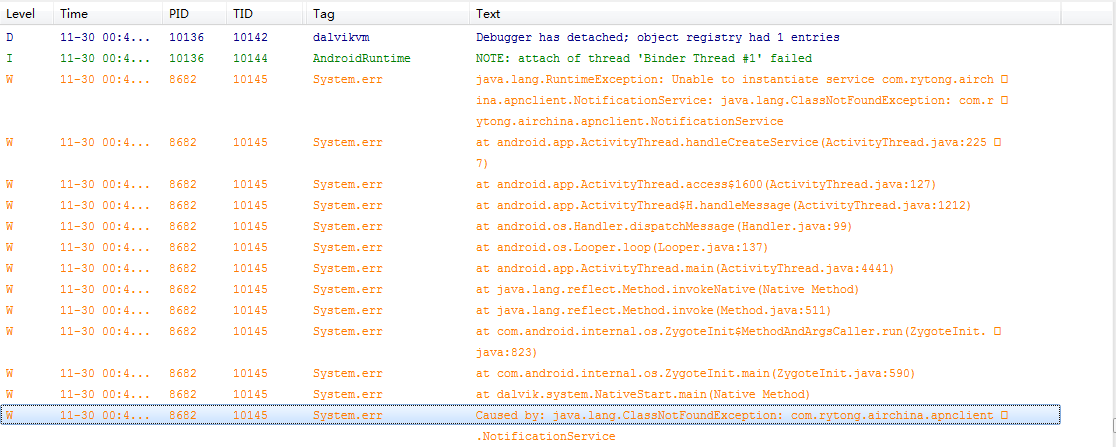 Level Time PID TID Tag Text
D 11-30 00:4... 10136 10142 dalvikvm Debugger has detached; object registry had 1 entries
I 11-30 00:4... 10136 10144 AndroidRuntime NOTE: attach of thread 'Binder Thread #1' failed
W 11-30 00:4... 8682 10145 System.err java.lang.RuntimeException: Unable to instantiate service com.rytong.airch
ina.apnclient.NotificationService: java.lang.ClassNotFoundException: com.r
ytong.airchina.apnclient.NotificationService
W 11-30 00:4... 8682 10145 System.err at android.app.ActivityThread.handleCreateService(ActivityThread.java:225
7)
W 11-30 00:4... 8682 10145 System.err at android.app.ActivityThread.access$1600(ActivityThread.java:127)
W 11-30 00:4... 8682 10145 System.err at android.app.ActivityThread$H.handleMessage(ActivityThread.java:1212)
W 11-30 00:4... 8682 10145 System.err at android.os.Handler.dispatchMessage(Handler.java:99)
W 11-30 00:4... 8682 10145 System.err at android.os.Looper.loop(Looper.java:137)
W 11-30 00:4... 8682 10145 System.err at android.app.ActivityThread.main(ActivityThread.java:4441)
W 11-30 00:4... 8682 10145 System.err at java.lang.reflect.Method.invokeNative(Native Method)
W 11-30 00:4... 8682 10145 System.err at java.lang.reflect.Method.invoke(Method.java:511)
W 11-30 00:4... 8682 10145 System.err at com.android.internal.os.ZygoteInit$MethodAndArgsCaller.run(ZygoteInit.
java:823)
W 11-30 00:4... 8682 10145 System.err at com.android.internal.os.ZygoteInit.main(ZygoteInit.java:590)
W 11-30 00:4... 8682 10145 System.err at dalvik.system.NativeStart.main(Native Method)
W 11-30 00:4... 8682 10145 System.err Caused by: java.lang.ClassNotFoundException: com.rytong.airchina.apnclient
.NotificationService